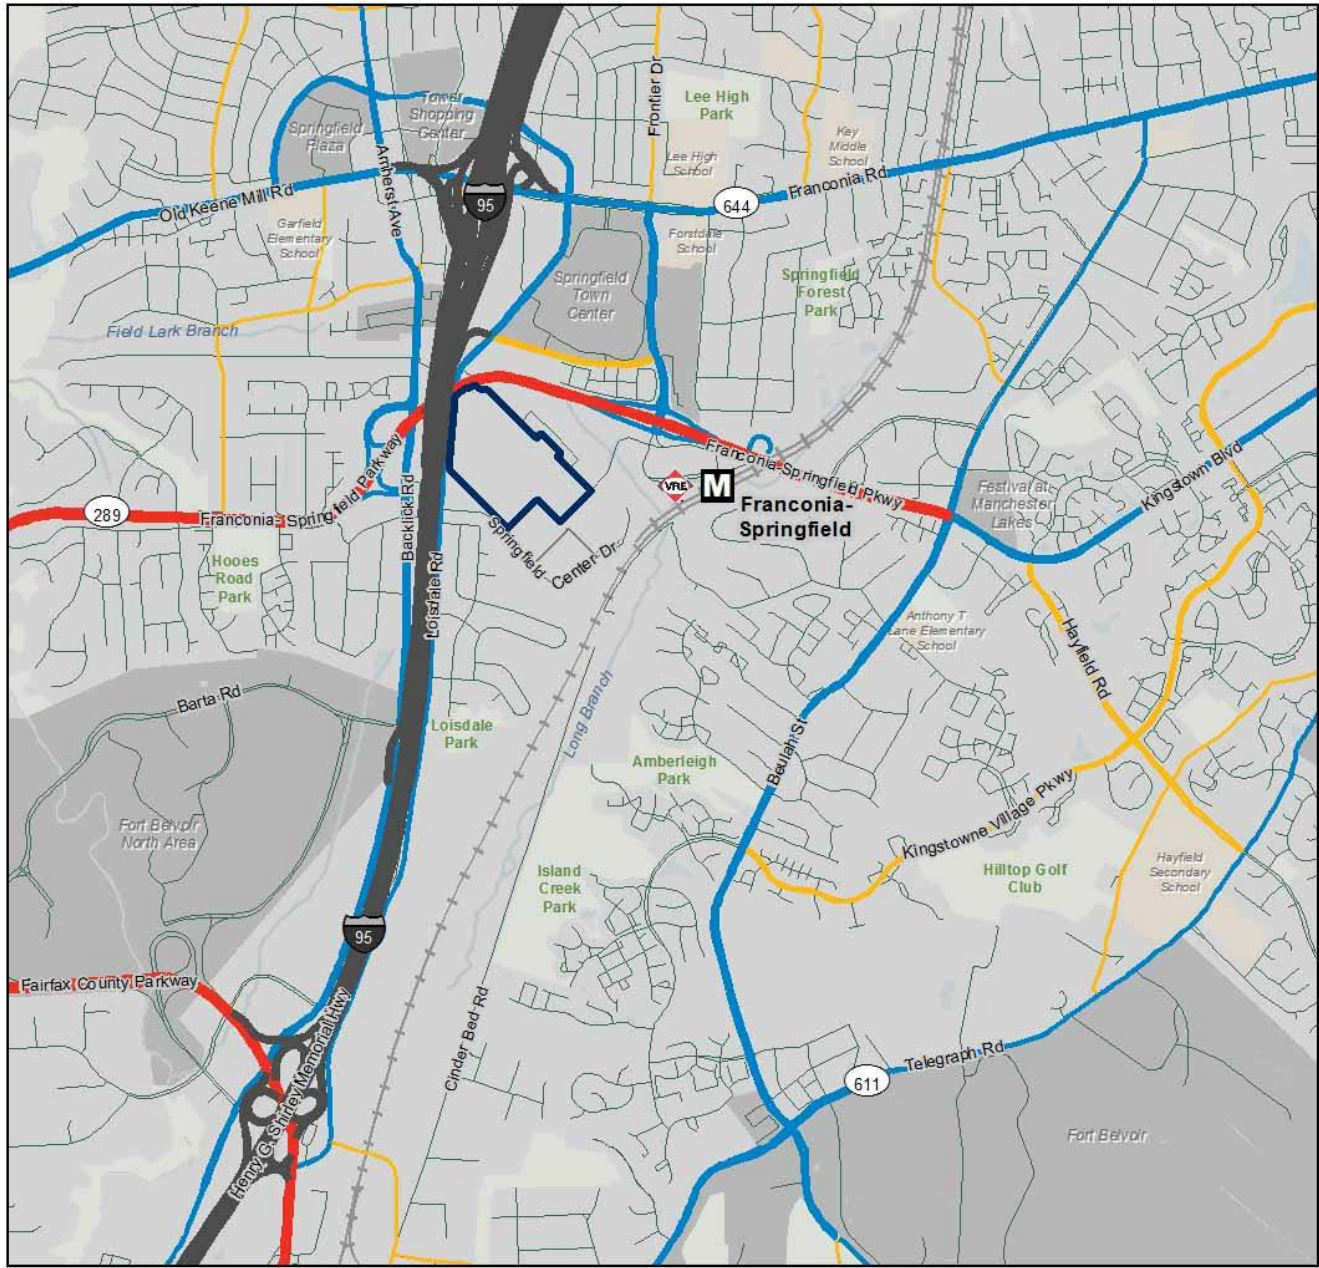 Frontier Dr
Lee High
Park
Tower
Shopping
Center
Springfield
Plaza
Amherst Ave
Key
Middle
School
Lee High
School
Franconia Rd
644
95
Old Keene Mill Rd
Garfield
Elementary
School
Forstdale
School
Springfield
Town
Center
Springfield
Forest
Park
Field Lark Branch
Franconia-Springfield Pkwy
VRE
M
Franconia-
Springfield
Festival at
Manchester
Lakes
Kingstown Blvd
289
Franconia- Springfield Parkway
Backlick Rd
Loisdale Rd
Springfield
Center Dr
Hooes
Road
Park
Anthony T
Lane Elementary
School
Hayfield Rd
Barta Rd
Loisdale
Park
Long Branch
Amberleigh
Park
Beulah St
Kingstowne Village Pkwy
Fort Belvoir
North Area
Island
Creek
Park
Hilltop Golf
Club
Hayfield
Secondary
School
95
Fairfax County Parkway
Henry G. Shirley Memorial Hwy
Cinder Bed Rd
Telegraph Rd
611
Fort Belvoir